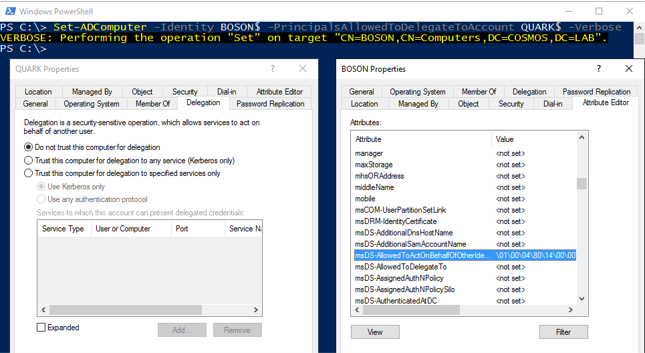 Windows PowerShell
PS C:\> Set-ADComputer -Identity BOSON$ -PrincipalsAllowedToDelegateToAccount QUARK$ -Verbose
VERBOSE: Performing the operation "Set" on target "CN=BOSON,CN=Computers,DC=COSMOS,DC=LAB".
PS C:\>
QUARK Properties
Location Managed By Object Security Dial-in Attribute Editor
General Operating System Member Of Delegation Password Replication
Delegation is a security-sensitive operation, which allows services to act on
behalf of another user.
Do not trust this computer for delegation
Trust this computer for delegation to any service (Kerberos only)
Trust this computer for delegation to specified services only
Use Kerberos only
Use any authentication protocol
Services to which this account can present delegated credentials:
Service Type User or Computer Port Service Na
Expanded
Add... Remove
BOSON Properties
General Operating System Member Of Delegation Password Replication
Location Managed By Object Security Dial-in Attribute Editor
Attributes:
Attribute Value
manager <not set>
maxStorage <not set>
mhsORAddress <not set>
middleName <not set>
mobile <not set>
msCOM-UserPartitionSetLink <not set>
msDRM-IdentityCertificate <not set>
msDS-AdditionalDnsHostName <not set>
msDS-AdditionalSamAccountName <not set>
msDS-AllowedToActOnBehalfOfOtherIde... \01\00\04\80\14\00\00
msDS-AllowedToDelegateTo <not set>
msDS-AssignedAuthNPolicy <not set>
msDS-AssignedAuthNPolicySilo <not set>
msDS-AuthenticatedAtDC <not set>
View Filter